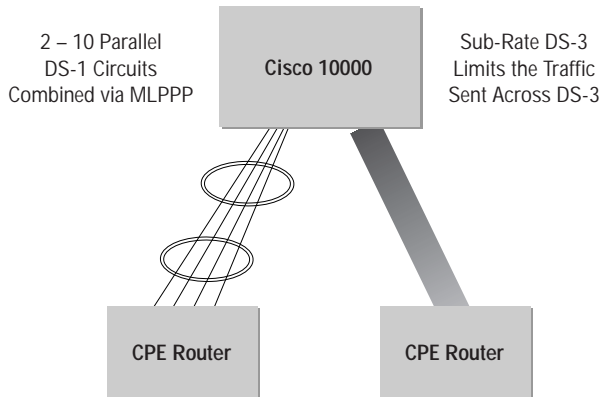 2 – 10 Parallel
DS-1 Circuits
Combined via MLPPP
Cisco 10000
Sub-Rate DS-3
Limits the Traffic
Sent Across DS-3
CPE Router
CPE Router